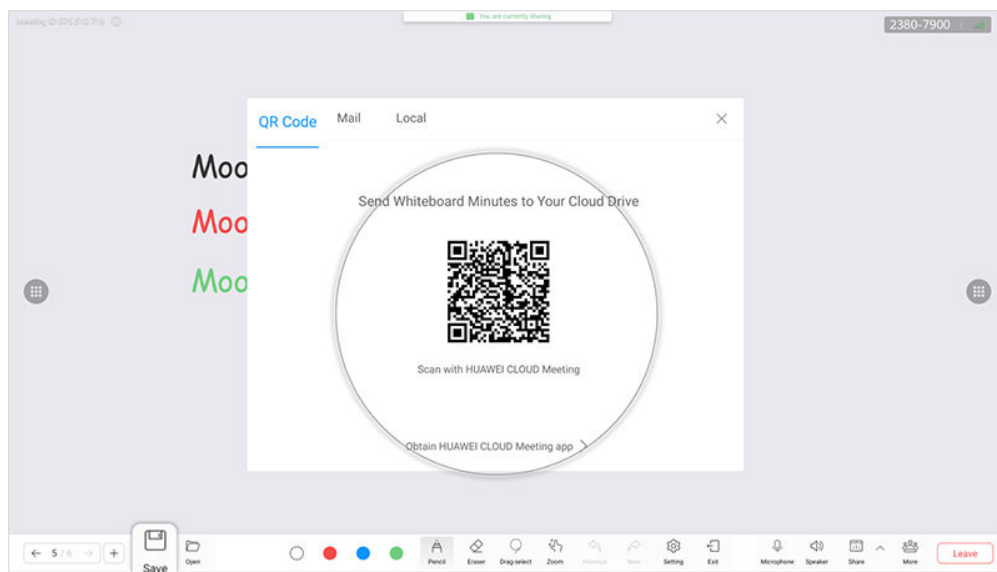 You are currently sharing
2380-7900
QR Code Mail Local
Moo
Moo
Moo
Send Whiteboard Minutes to Your Cloud Drive
Scan with HUAWEI CLOUD Meeting
Obtain HUAWEI CLOUD Meeting app
5 / 6
Save
Open
Pencil
Eraser
Drag-select
Zoom
Setting
Exit
Microphone
Speaker
Share
More
Leave